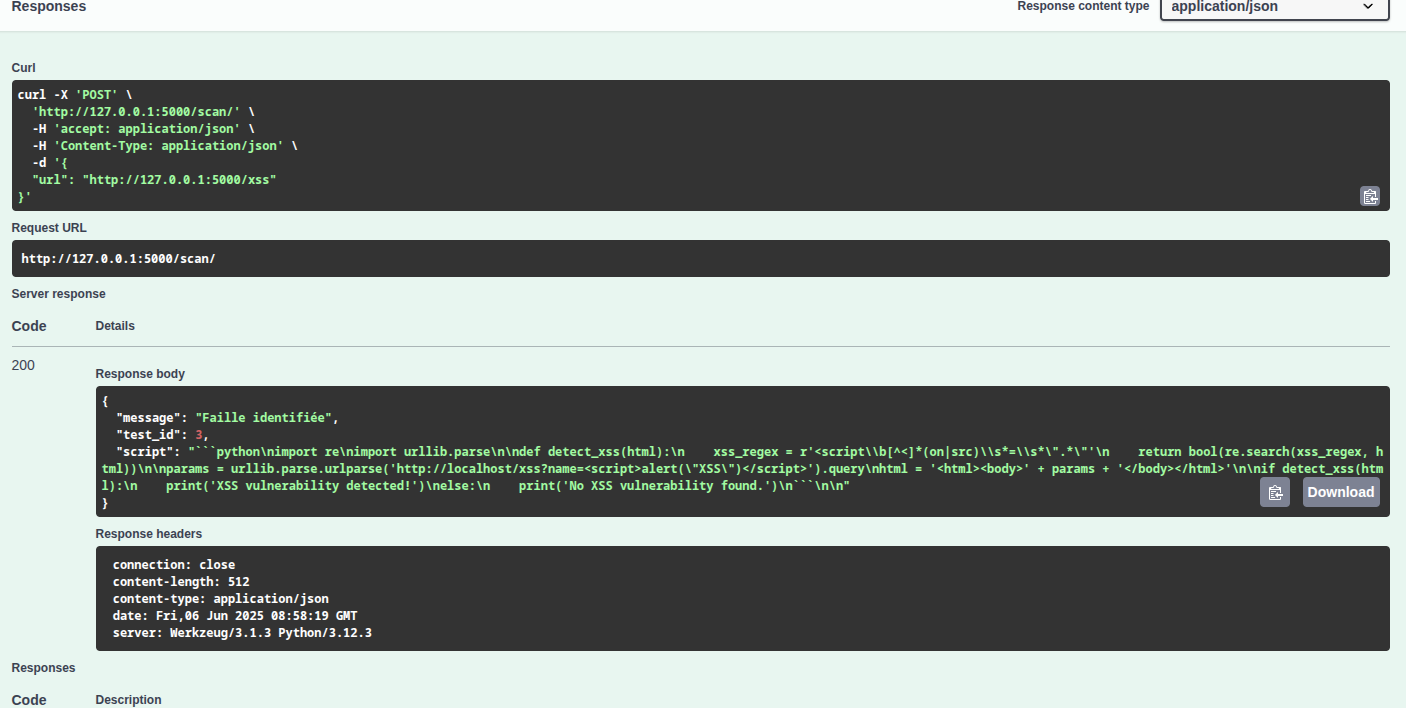 Responses
Response content type
application/json
Curl
curl -X 'POST' \
  'http://127.0.0.1:5000/scan/' \
  -H 'accept: application/json' \
  -H 'Content-Type: application/json' \
  -d '{
  "url": "http://127.0.0.1:5000/xss"
}'
Request URL
http://127.0.0.1:5000/scan/
Server response
Code Details
200
Response body
{
  "message": "Faille identifiée",
  "test_id": 3,
  "script": "```python\nimport re\nimport urllib.parse\n\ndef detect_xss(html):\n    xss_regex = r'<script\\b[^<]*(on|src)\\s*=\\s*\".*\"'\n    return bool(re.search(xss_regex, h
tml))\n\nparams = urllib.parse.urlparse('http://localhost/xss?name=<script>alert(\"XSS\")</script>').query\nhtml = '<html><body>' + params + '</body></html>'\n\nif detect_xss(htm
l):\n    print('XSS vulnerability detected!')\nelse:\n    print('No XSS vulnerability found.')\n```\n\n"
}
Download
Response headers
connection: close
content-length: 512
content-type: application/json
date: Fri,06 Jun 2025 08:58:19 GMT
server: Werkzeug/3.1.3 Python/3.12.3
Responses
Code Description